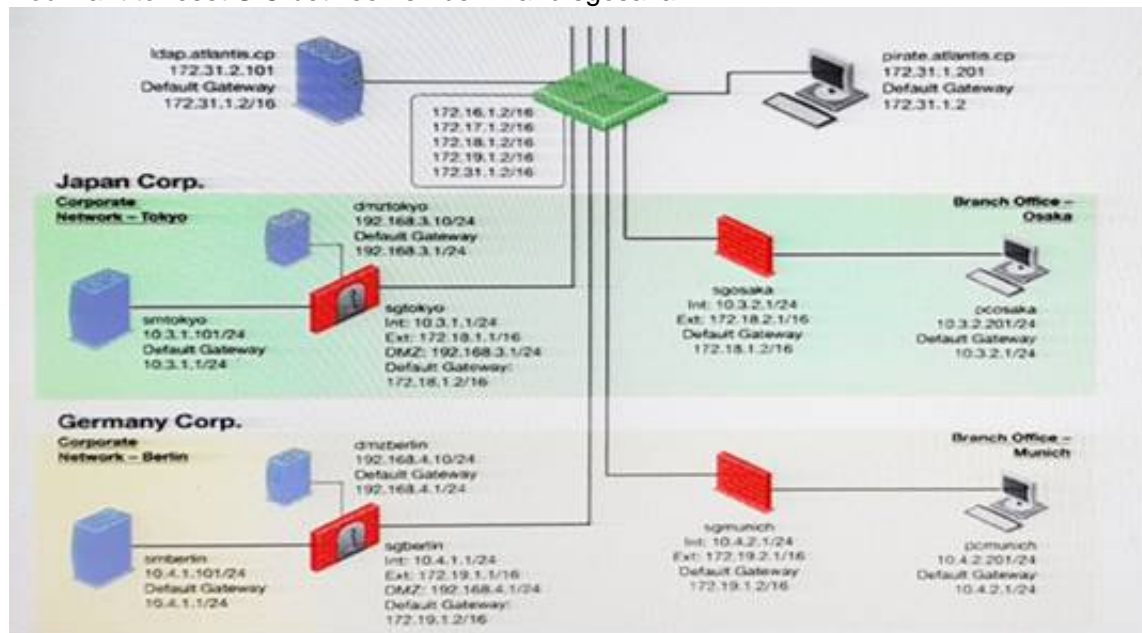 ldap.atlantis.cp
172.31.2.101
Default Gateway
172.31.1.2/16
pirate.atlantis.cp
172.31.1.201
Default Gateway
172.31.1.2
172.16.1.2/16
172.17.1.2/16
172.18.1.2/16
172.19.1.2/16
172.31.1.2/16
Japan Corp.
Corporate
Network – Tokyo
dmztokyo
192.168.3.10/24
Default Gateway
192.168.3.1/24
Branch Office –
Osaka
smtokyo
10.3.1.101/24
Default Gateway
10.3.1.1/24
sgtokyo
Int: 10.3.1.1/24
Ext: 172.18.1.1/16
DMZ: 192.168.3.1/24
Default Gateway:
172.18.1.2/16
sgosaka
Int: 10.3.2.1/24
Ext: 172.18.2.1/16
Default Gateway
172.18.1.2/16
pcosaka
10.3.2.201/24
Default Gateway
10.3.2.1/24
Germany Corp.
Corporate
Network – Berlin
dmzberlin
192.168.4.10/24
Default Gateway
192.168.4.1/24
Branch Office –
Munich
smberlin
10.4.1.101/24
Default Gateway
10.4.1.1/24
sgberlin
Int: 10.4.1.1/24
Ext: 172.19.1.1/16
DMZ: 192.168.4.1/24
Default Gateway:
172.19.1.2/16
sgmunich
Int: 10.4.2.1/24
Ext: 172.19.2.1/16
Default Gateway
172.19.1.2/16
pcmunich
10.4.2.201/24
Default Gateway
10.4.2.1/24